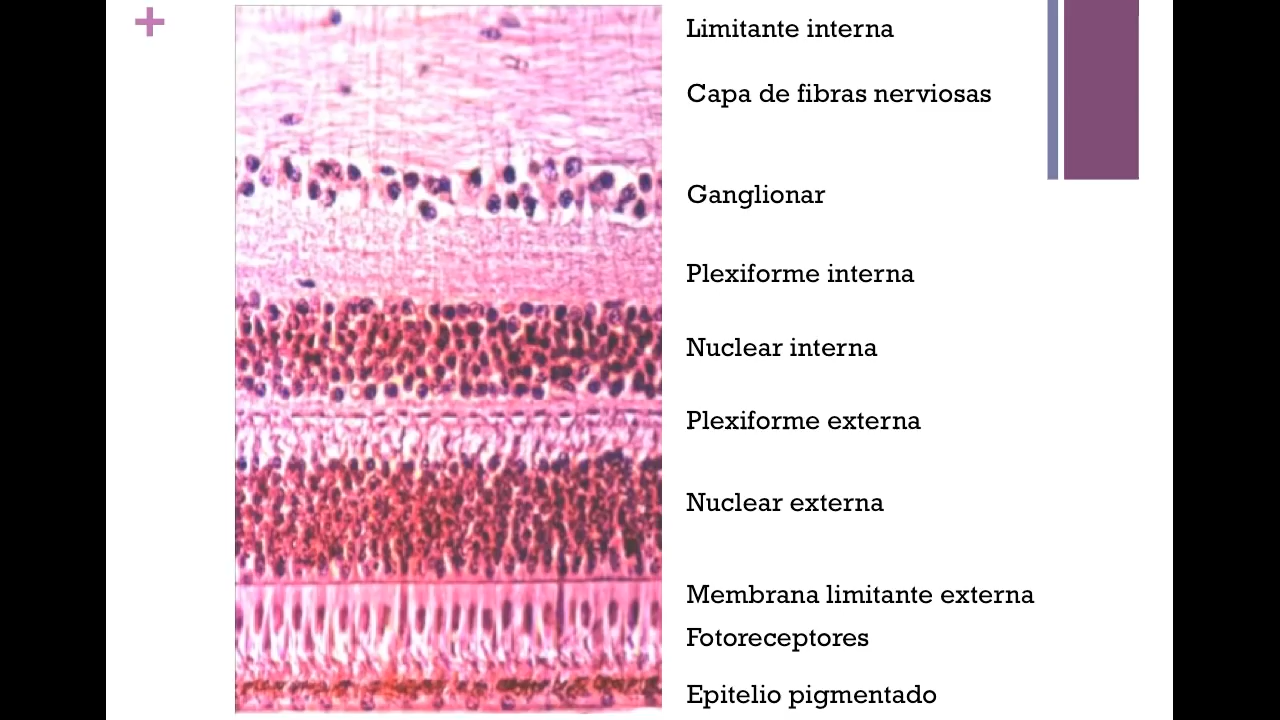 +
Limitante interna
Capa de fibras nerviosas
Ganglionar
Plexiforme interna
Nuclear interna
Plexiforme externa
Nuclear externa
Membrana limitante externa
Fotoreceptores
Epitelio pigmentado